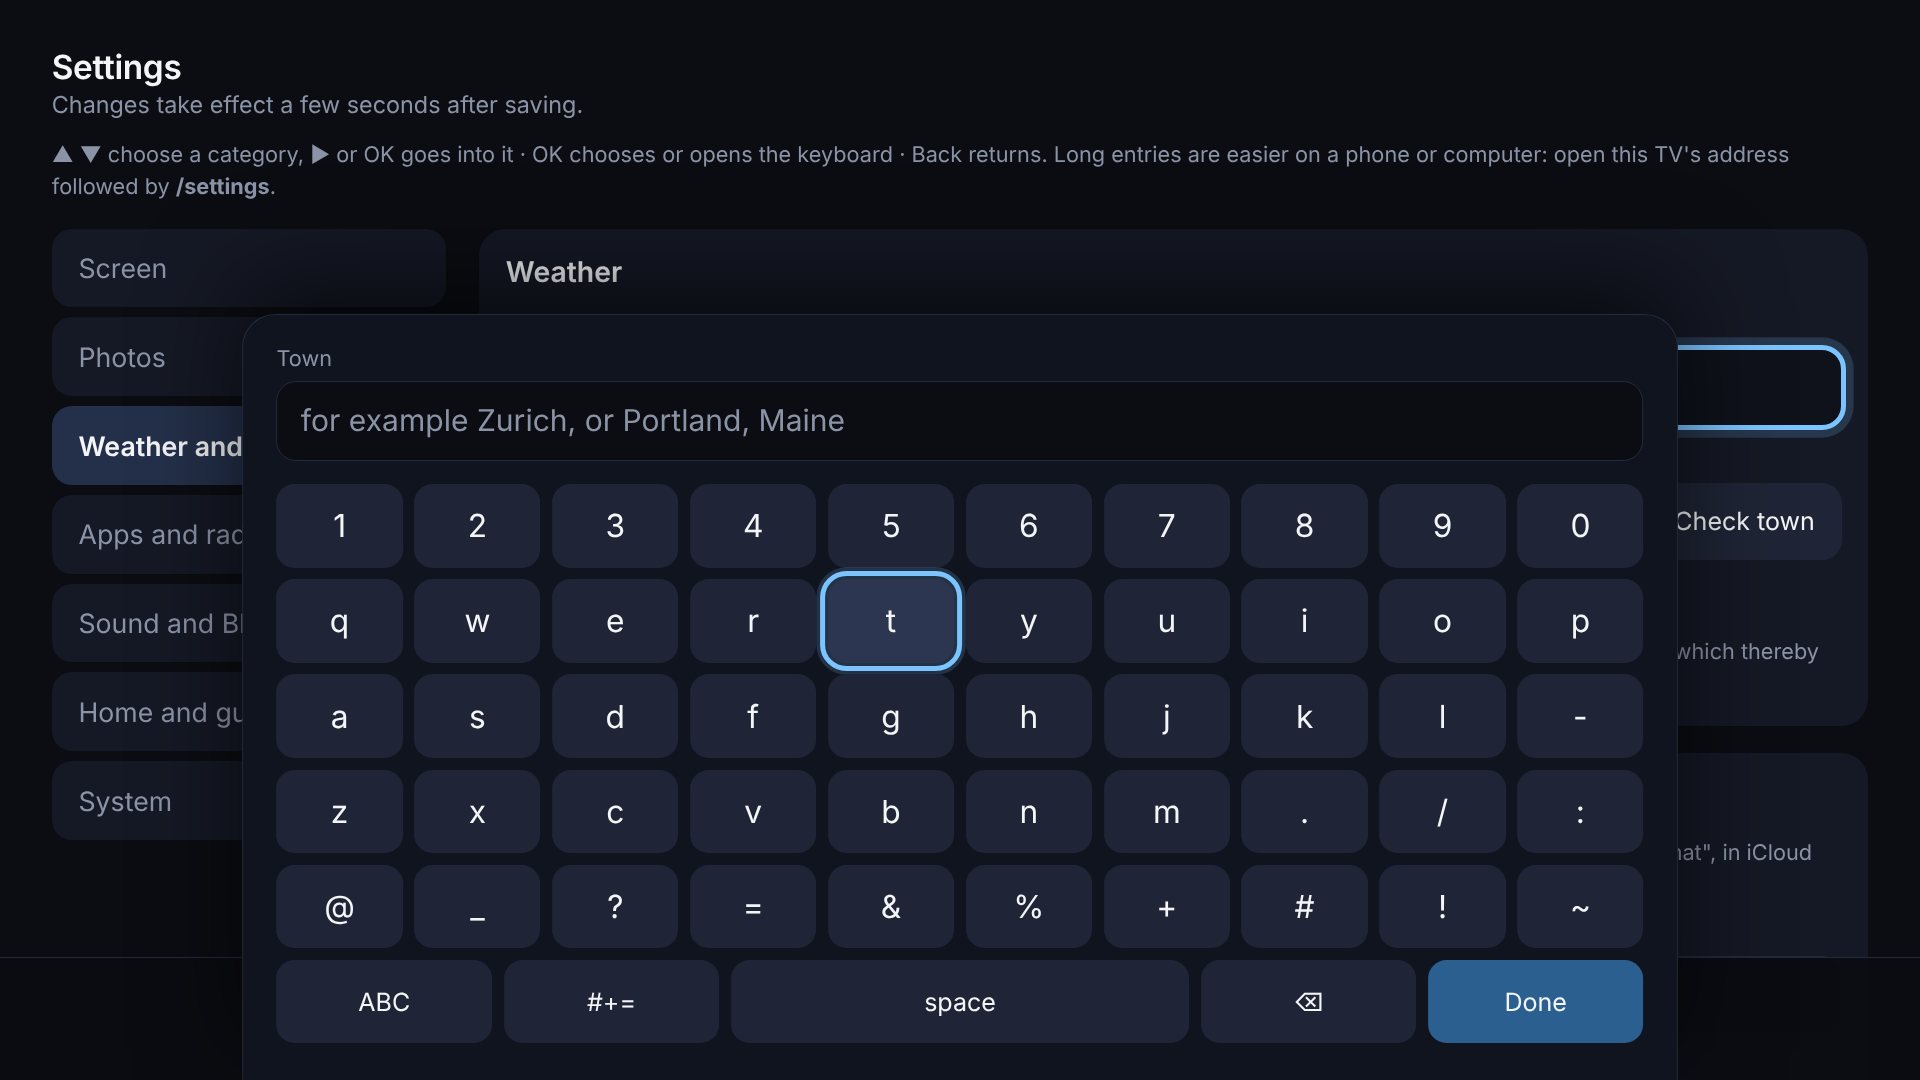 Settings
Changes take effect a few seconds after saving.
▲ ▼ choose a category, ▶ or OK goes into it · OK chooses or opens the keyboard · Back returns. Long entries are easier on a phone or computer: open this TV's address
followed by /settings.
Screen
Weather
Photos
Weather and
Apps and
Sound and
Home and
System
Town
for example Zurich, or Portland, Maine
Check town
which thereby
in iCloud
1 2 3 4 5 6 7 8 9 0
q w e r t y u i o p
a s d f g h j k l -
z x c v b n m . / :
@ _ ? = & % + # ! ~
ABC #+= space ⌫ Done